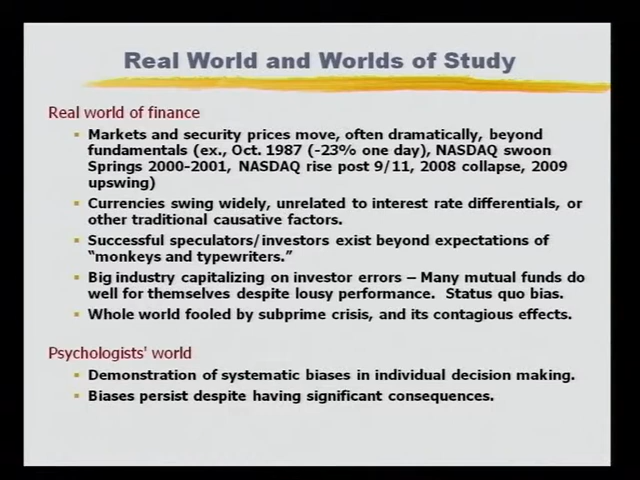 Real World and Worlds of Study
Real world of finance
▪ Markets and security prices move, often dramatically, beyond
fundamentals (ex., Oct. 1987 (-23% one day), NASDAQ swoon
Springs 2000-2001, NASDAQ rise post 9/11, 2008 collapse, 2009
upswing)
▪ Currencies swing widely, unrelated to interest rate differentials, or
other traditional causative factors.
▪ Successful speculators/investors exist beyond expectations of
“monkeys and typewriters.”
▪ Big industry capitalizing on investor errors – Many mutual funds do
well for themselves despite lousy performance. Status quo bias.
▪ Whole world fooled by subprime crisis, and its contagious effects.
Psychologists' world
▪ Demonstration of systematic biases in individual decision making.
▪ Biases persist despite having significant consequences.